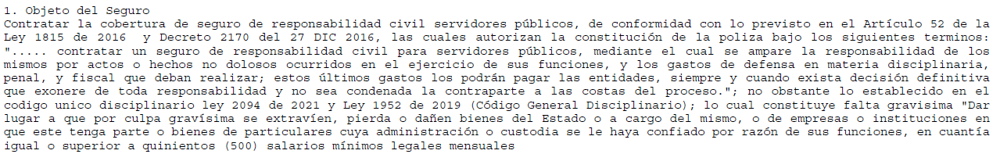 1. Objeto del Seguro
Contratar la cobertura de seguro de responsabilidad civil servidores públicos, de conformidad con lo previsto en el Artículo 52 de la
Ley 1815 de 2016  y Decreto 2170 del 27 DIC 2016, las cuales autorizan la constitución de la poliza bajo los siguientes terminos:
"..... contratar un seguro de responsabilidad civil para servidores públicos, mediante el cual se ampare la responsabilidad de los
mismos por actos o hechos no dolosos ocurridos en el ejercicio de sus funciones, y los gastos de defensa en materia disciplinaria,
penal, y fiscal que deban realizar; estos últimos gastos los podrán pagar las entidades, siempre y cuando exista decisión definitiva
que exonere de toda responsabilidad y no sea condenada la contraparte a las costas del proceso."; no obstante lo establecido en el
codigo unico disciplinario ley 2094 de 2021 y Ley 1952 de 2019 (Código General Disciplinario); lo cual constituye falta gravisima "Dar
lugar a que por culpa gravísima se extravíen, pierda o dañen bienes del Estado o a cargo del mismo, o de empresas o instituciones en
que este tenga parte o bienes de particulares cuya administración o custodia se le haya confiado por razón de sus funciones, en cuantía
igual o superior a quinientos (500) salarios mínimos legales mensuales